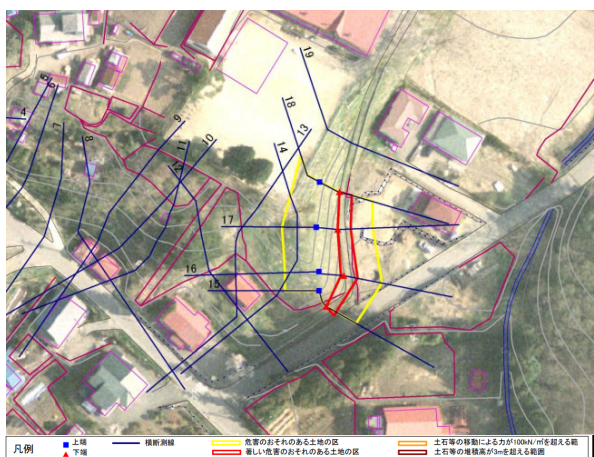 19
18
13
14
9
10
11
12
5
6
4
7
8
17
16
15
凡例
上端
下端
横断測線
危害のおそれのある土地の区
著しい危害のおそれのある土地の区
土石等の移動による力が100kN/㎡を超える範
土石等の堆積高が3mを超える範囲